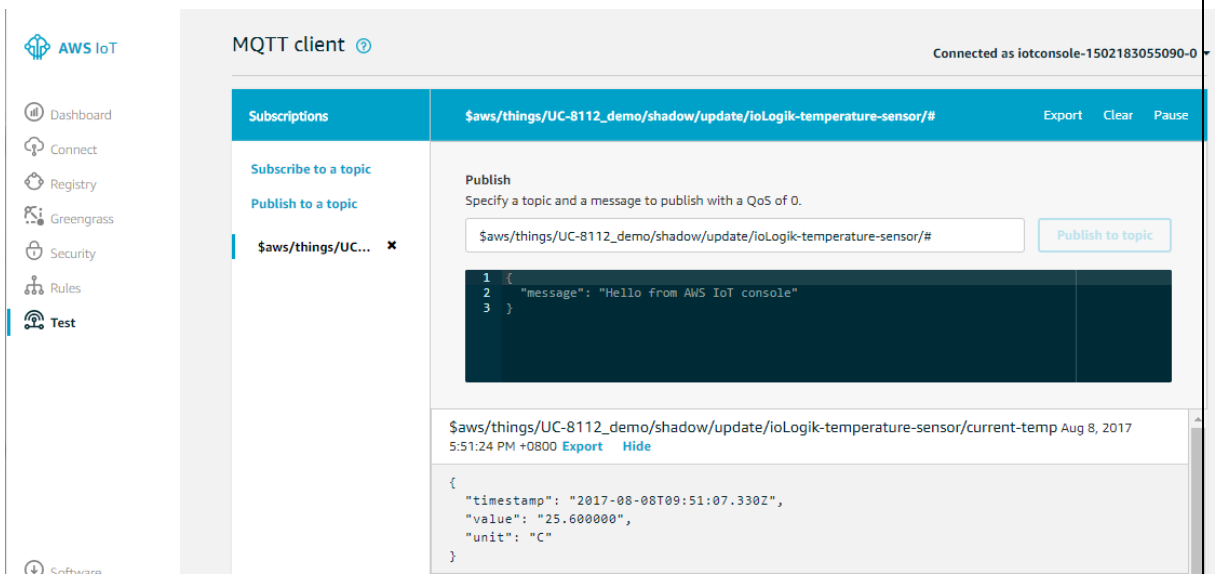 AWS IoT
MQTT client ?
Connected as iotconsole-1502183055090-0
Dashboard
Connect
Registry
Greengrass
Security
Rules
Test
Software
Subscriptions
$aws/things/UC-8112_demo/shadow/update/ioLogik-temperature-sensor/#
Export Clear Pause
Subscribe to a topic
Publish to a topic
$aws/things/UC... ✖
Publish
Specify a topic and a message to publish with a QoS of 0.
$aws/things/UC-8112_demo/shadow/update/ioLogik-temperature-sensor/#
Publish to topic
1 {
2 "message": "Hello from AWS IoT console"
3 }
$aws/things/UC-8112_demo/shadow/update/ioLogik-temperature-sensor/current-temp Aug 8, 2017
5:51:24 PM +0800 Export Hide
{
"timestamp": "2017-08-08T09:51:07.330Z",
"value": "25.600000",
"unit": "C"
}